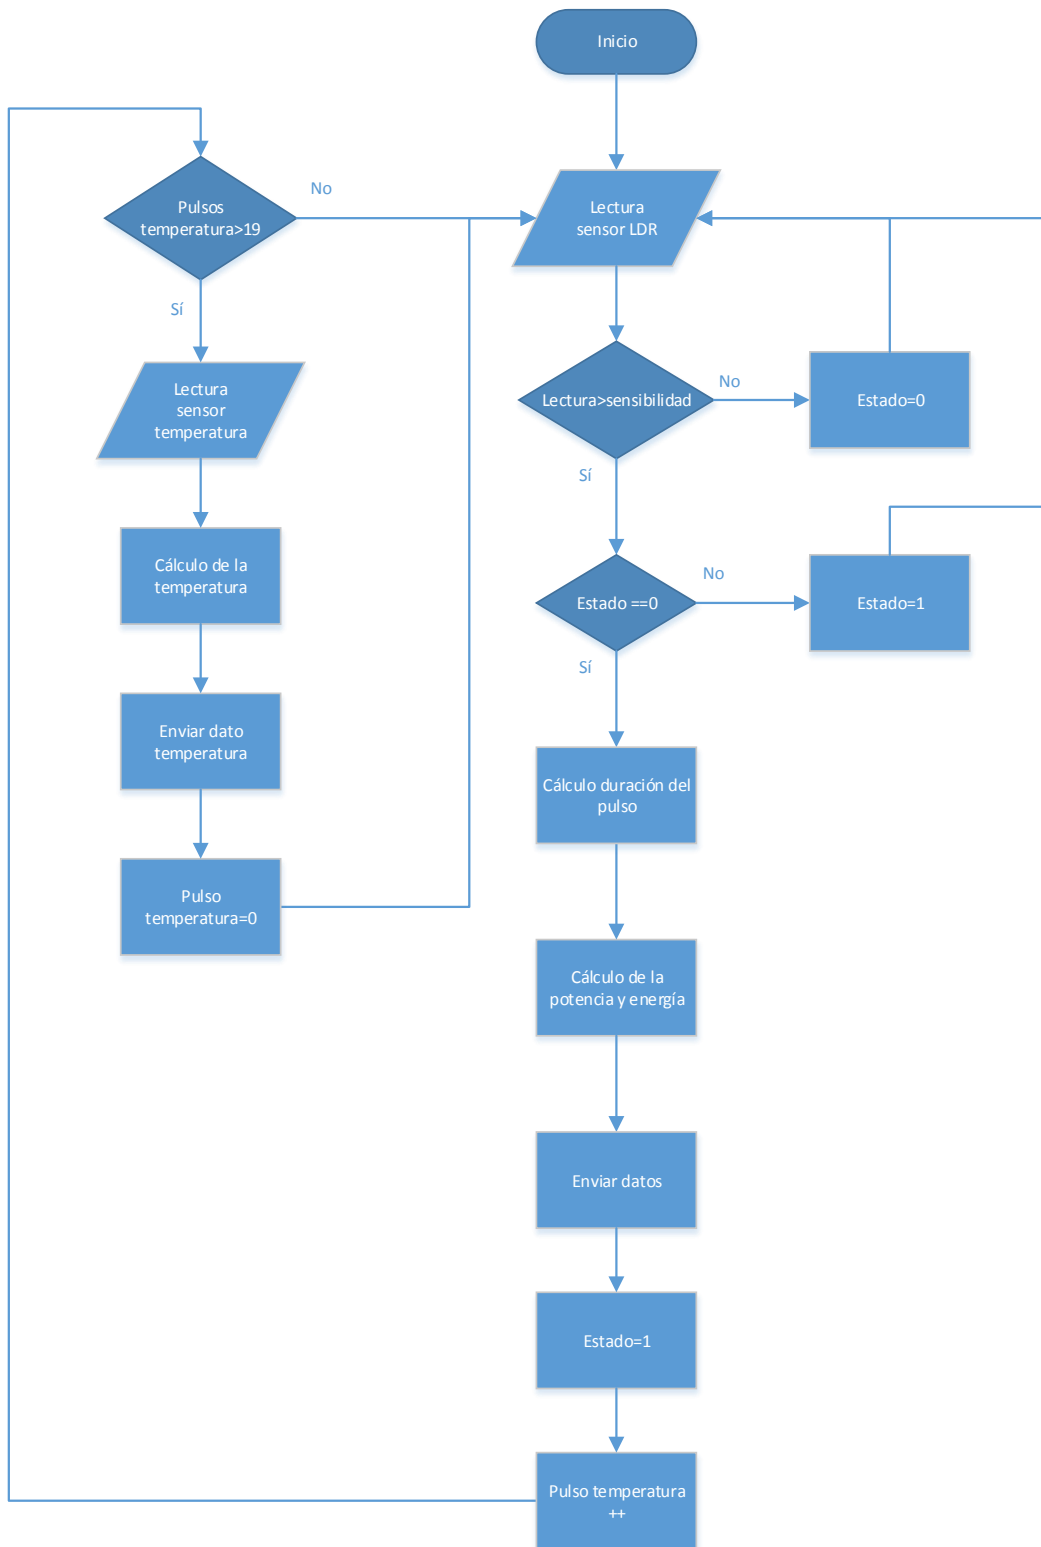 Inicio
Pulsos
temperatura>19
No
Lectura
sensor LDR
Sí
Lectura
sensor
temperatura
Lectura>sensibilidad
No
Estado=0
Sí
Cálculo de la
temperatura
Estado ==0
No
Estado=1
Sí
Enviar dato
temperatura
Cálculo duración del
pulso
Pulso
temperatura=0
Cálculo de la
potencia y energía
Enviar datos
Estado=1
Pulso temperatura
++